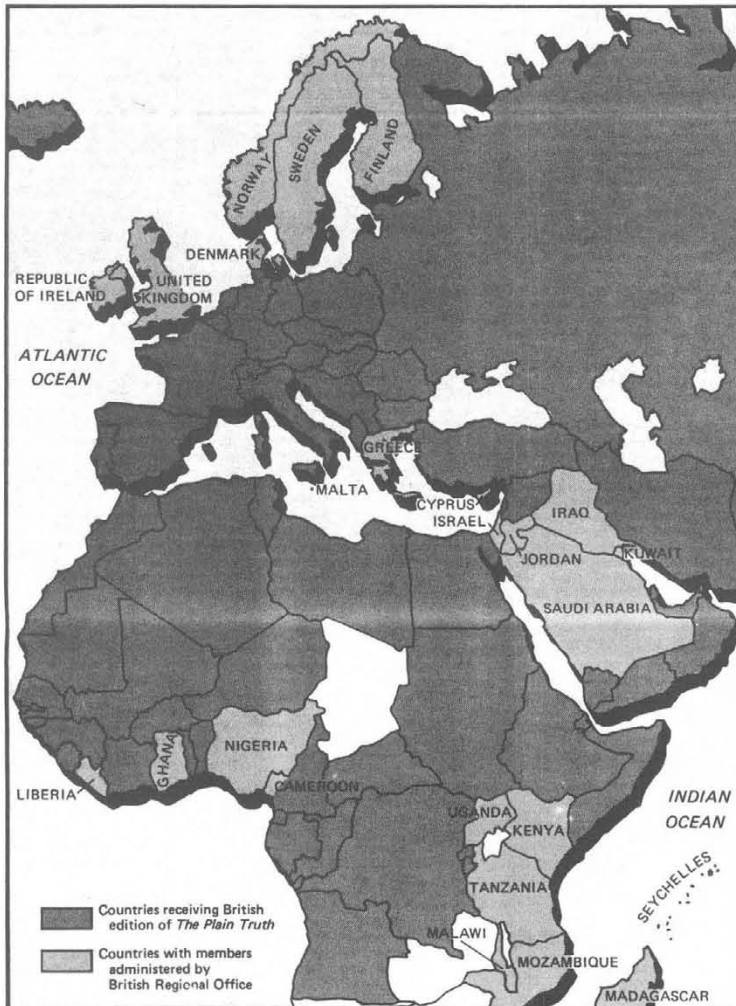 NORWAY
SWEDEN
FINLAND
DENMARK
REPUBLIC
OF IRELAND
UNITED
KINGDOM
ATLANTIC
OCEAN
GREECE
MALTA
CYPRUS
ISRAEL
IRAQ
JORDAN
KUWAIT
SAUDI ARABIA
NIGERIA
GHANA
LIBERIA
CAMEROON
UGANDA
KENYA
INDIAN
OCEAN
TANZANIA
SEYCHELLES
MALAWI
MOZAMBIQUE
MADAGASCAR
Countries receiving British
edition of The Plain Truth
Countries with members
administered by
British Regional Office